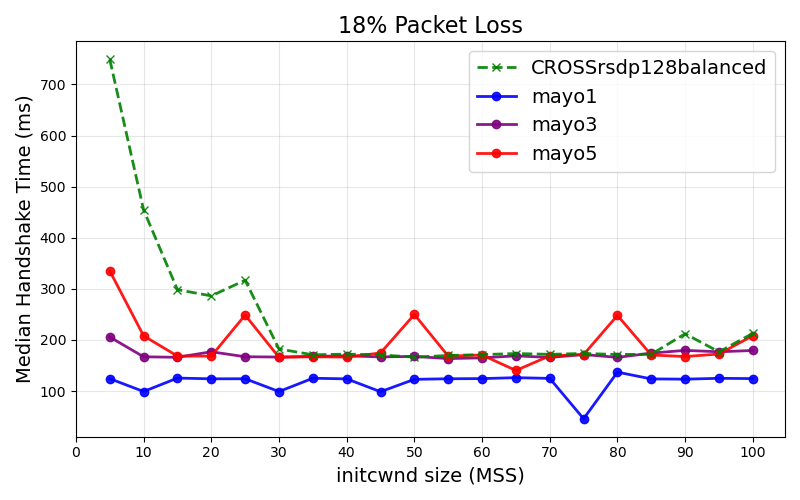 18% Packet Loss
Median Handshake Time (ms)
700
600
500
400
300
200
100
CROSSrsdp128balanced
mayo1
mayo3
mayo5
0 10 20 30 40 50 60 70 80 90 100
initcwnd size (MSS)